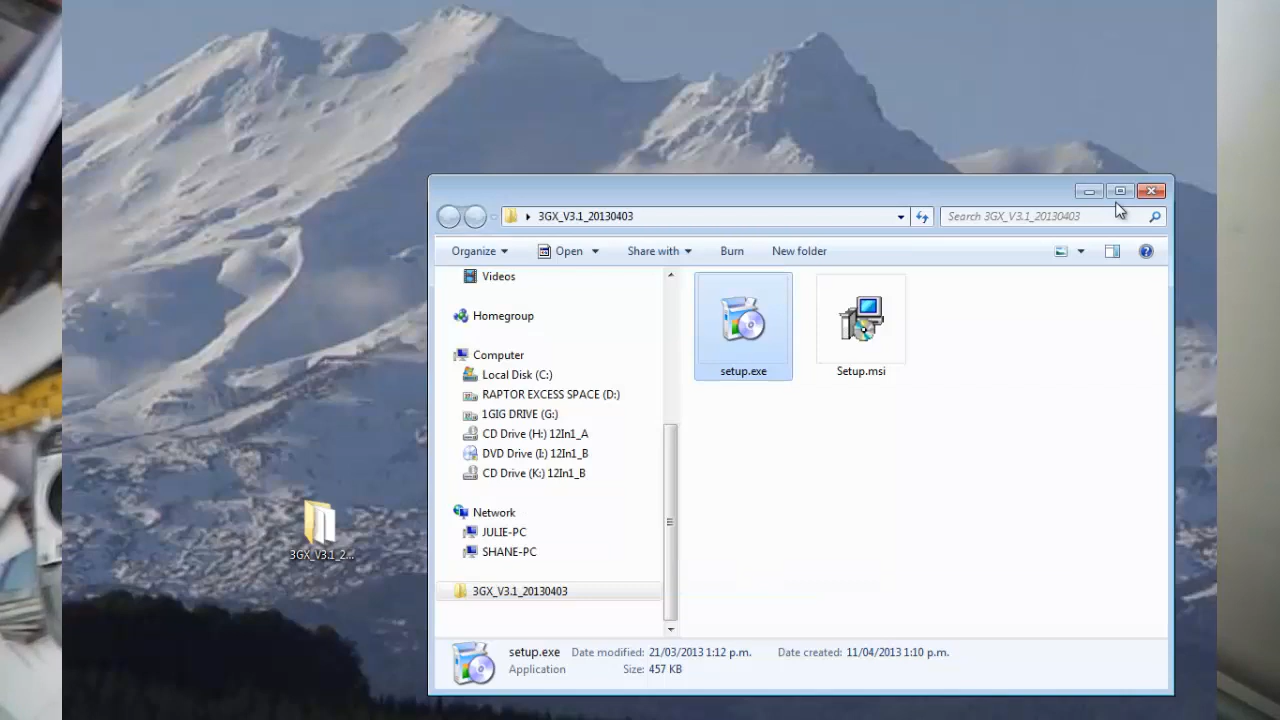 3GX_V3.1_20130403
Search 3GX_V3.1_20130403
Organize Open Share with Burn New folder
Videos
Homegroup
Computer
Local Disk (C:)
RAPTOR EXCESS SPACE (D:)
1GIG DRIVE (G:)
CD Drive (H:) 12In1_A
DVD Drive (I:) 12In1_B
CD Drive (K:) 12In1_B
Network
JULIE-PC
SHANE-PC
3GX_V3.1_20130403
setup.exe
Setup.msi
3GX_V3.1_2...
setup.exe Date modified: 21/03/2013 1:12 p.m. Date created: 11/04/2013 1:10 p.m.
Application Size: 457 KB